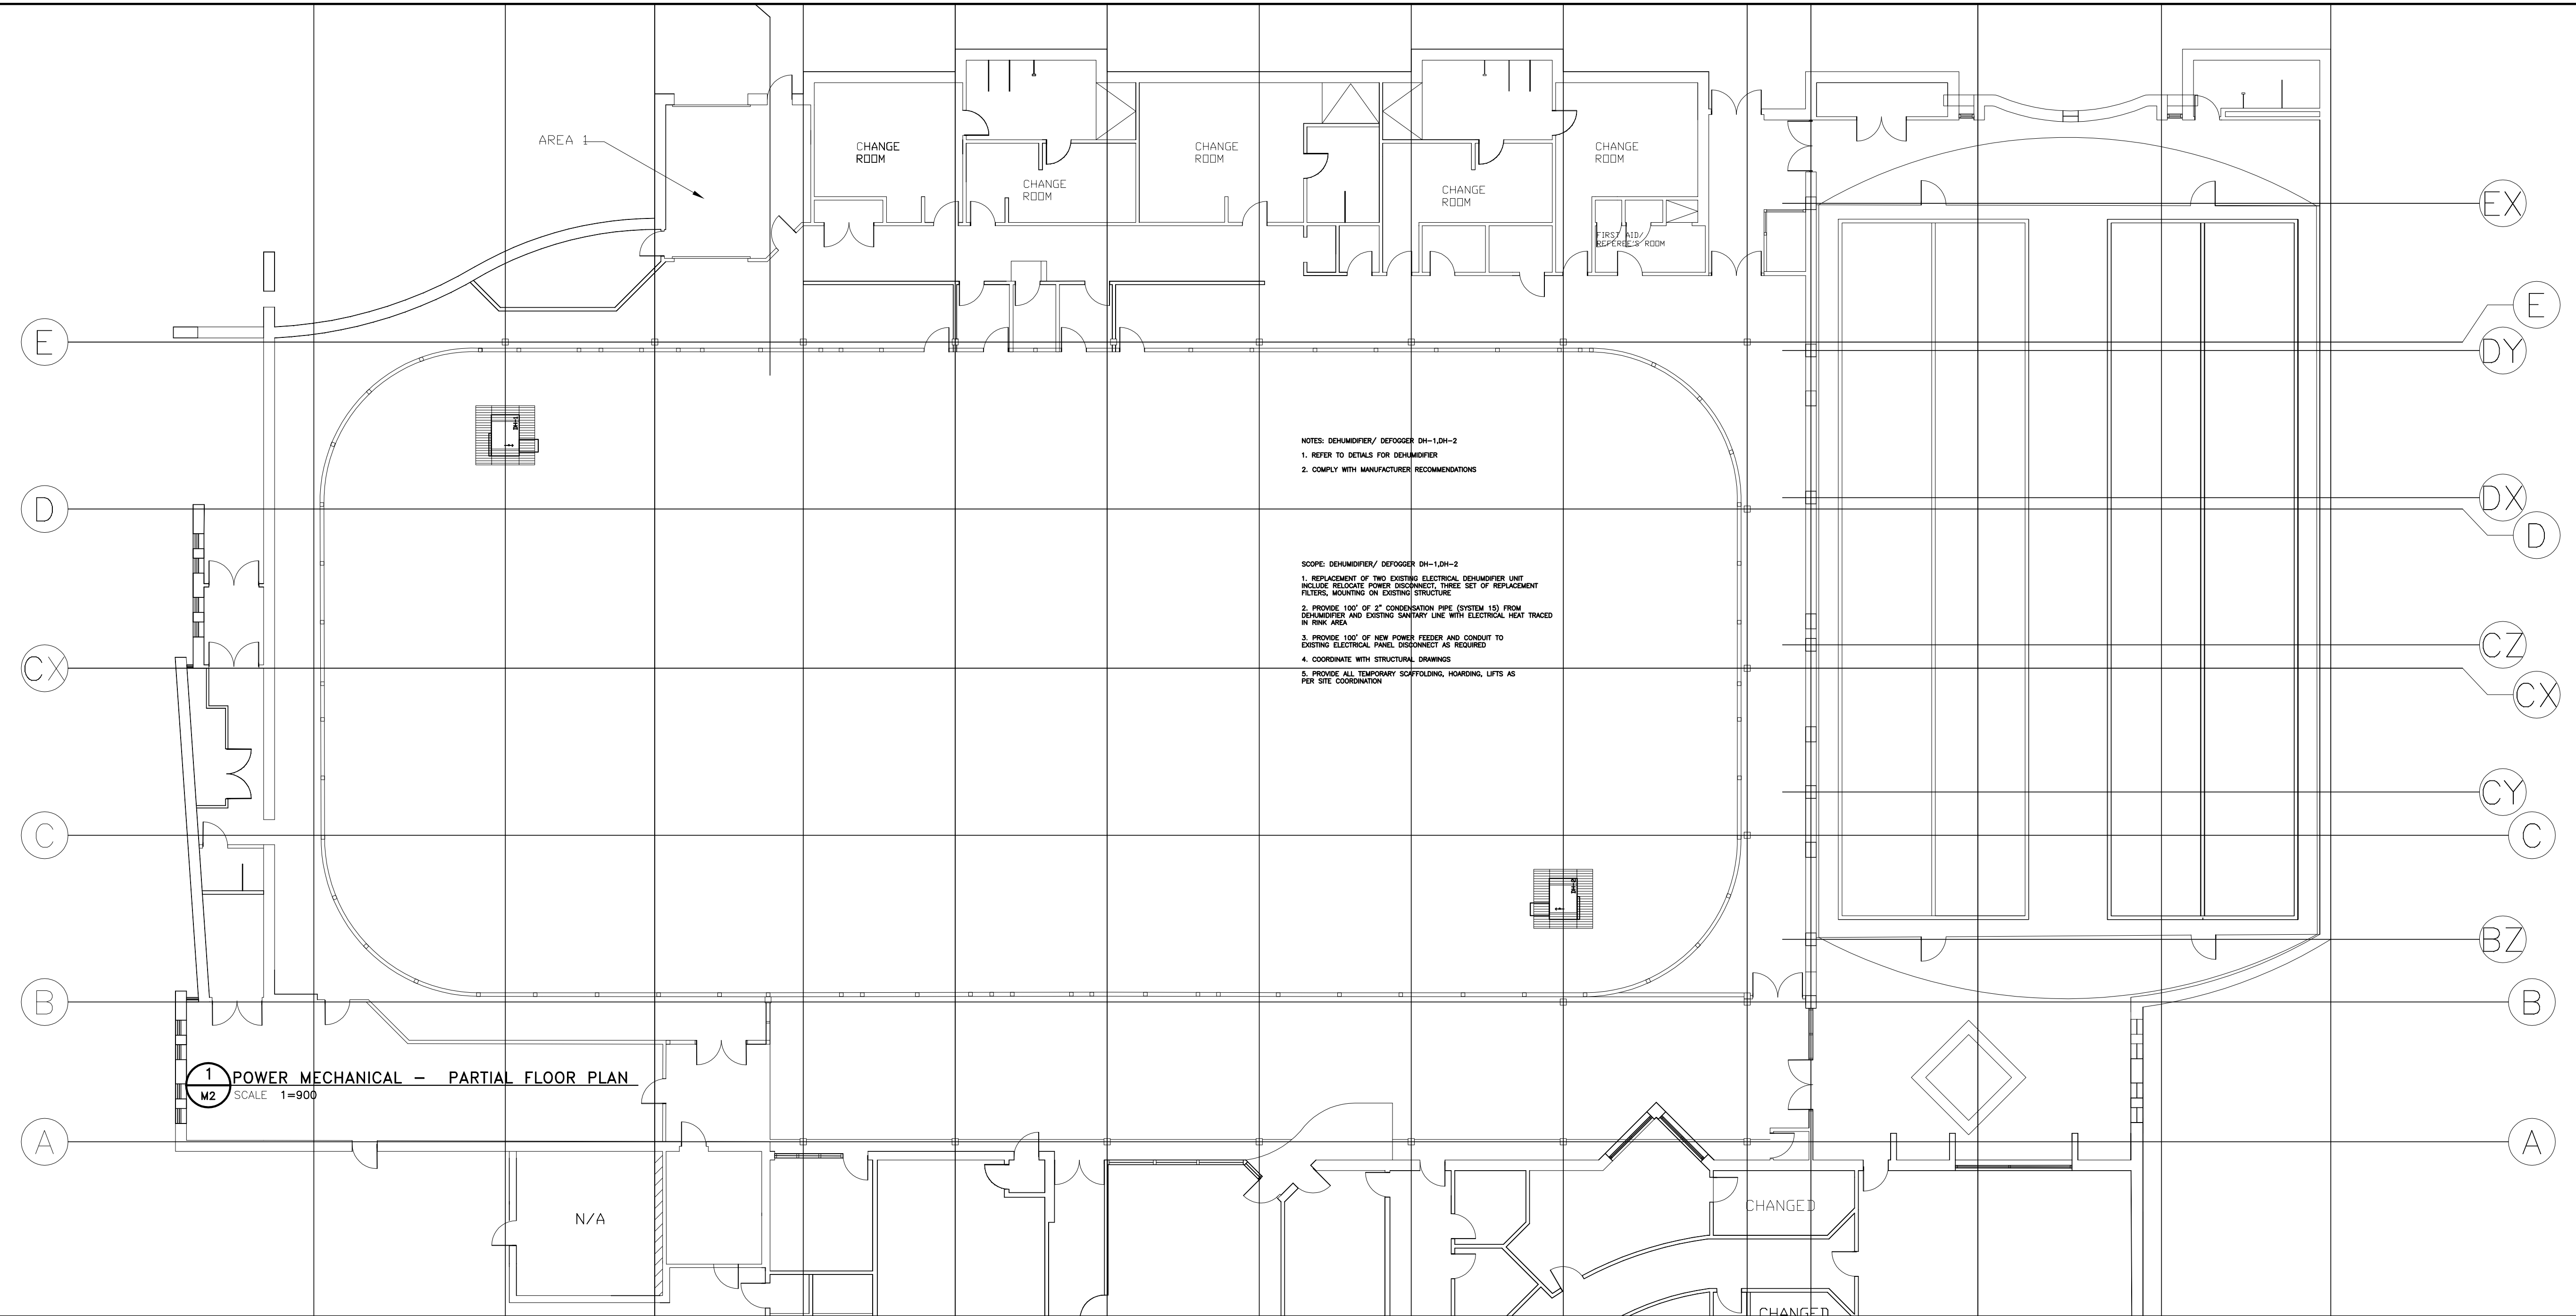 AREA 1
CHANGE
ROOM
CHANGE
ROOM
CHANGE
ROOM
CHANGE
ROOM
CHANGE
ROOM
FIRST AID/
REFEREE'S ROOM
EX
E
E
DY
NOTES: DEHUMIDIFIER/ DEFOGGER DH-1,DH-2
1. REFER TO DETIALS FOR DEHUMIDIFIER
2. COMPLY WITH MANUFACTURER RECOMMENDATIONS
D
DX
D
SCOPE: DEHUMIDIFIER/ DEFOGGER DH-1,DH-2
1. REPLACEMENT OF TWO EXISTING ELECTRICAL DEHUMDIFIER UNIT
INCLUDE RELOCATE POWER DISCONNECT, THREE SET OF REPLACEMENT
FILTERS, MOUNTING ON EXISTING STRUCTURE
2. PROVIDE 100' OF 2" CONDENSATION PIPE (SYSTEM 15) FROM
DEHUMIDIFIER AND EXISTING SANITARY LINE WITH ELECTRICAL HEAT TRACED
IN RINK AREA
3. PROVIDE 100' OF NEW POWER FEEDER AND CONDUIT TO
EXISTING ELECTRICAL PANEL DISCONNECT AS REQUIRED
4. COORDINATE WITH STRUCTURAL DRAWINGS
5. PROVIDE ALL TEMPORARY SCAFFOLDING, HOARDING, LIFTS AS
PER SITE COORDINATION
CX
CZ
CX
CY
C
C
BZ
B
B
1
M2
POWER MECHANICAL - PARTIAL FLOOR PLAN
SCALE 1=900
A
A
N/A
CHANGED
CHANGED